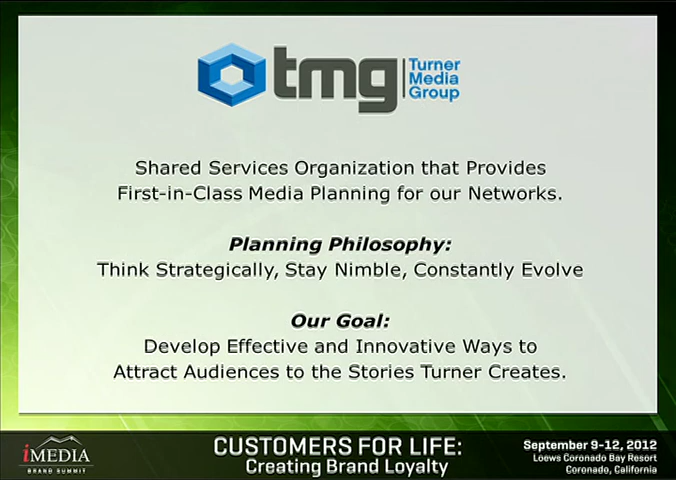 tmg
Turner
Media
Group
Shared Services Organization that Provides
First-in-Class Media Planning for our Networks.
Planning Philosophy:
Think Strategically, Stay Nimble, Constantly Evolve
Our Goal:
Develop Effective and Innovative Ways to
Attract Audiences to the Stories Turner Creates.
iMEDIA
BRAND SUMMIT
CUSTOMERS FOR LIFE:
Creating Brand Loyalty
September 9-12, 2012
Loews Coronado Bay Resort
Coronado, California